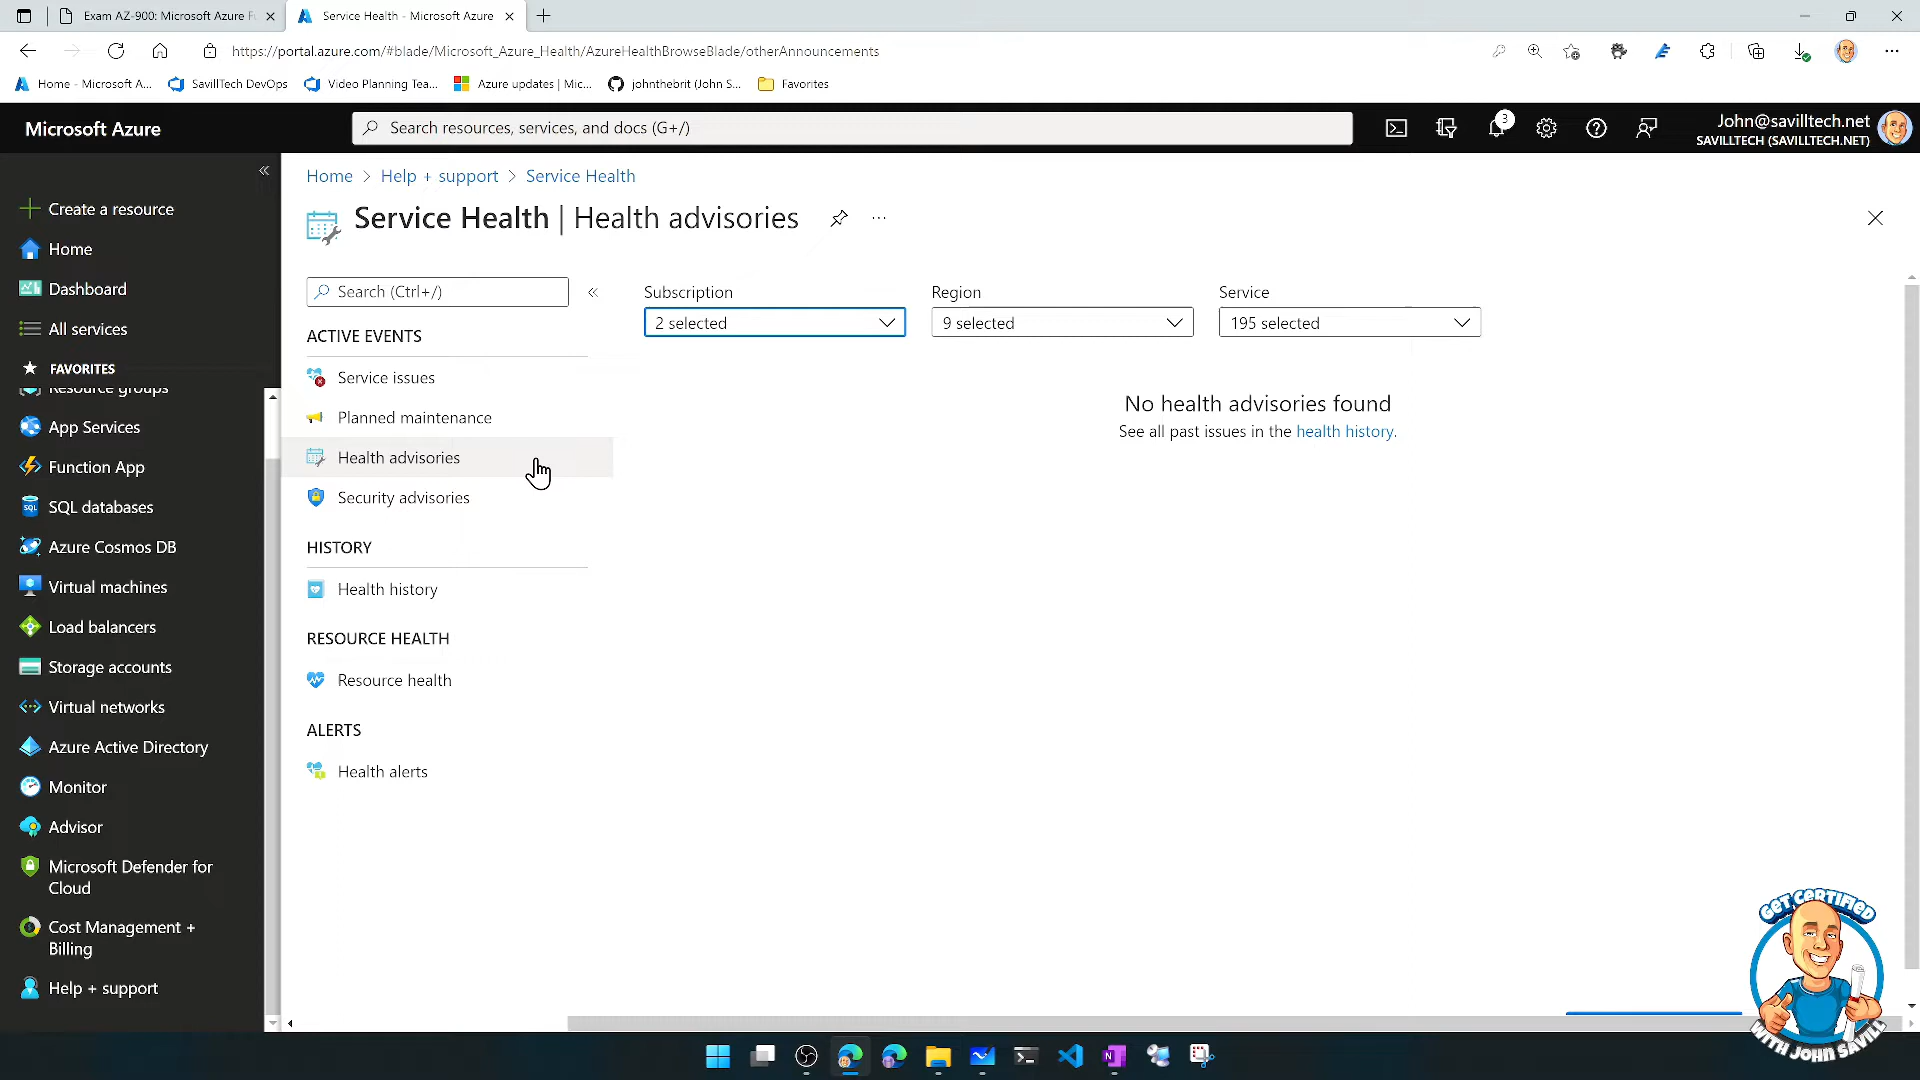 Exam AZ-900: Microsoft Azure F
Service Health - Microsoft Azure
https://portal.azure.com/#blade/Microsoft_Azure_Health/AzureHealthBrowseBlade/otherAnnouncements
Home - Microsoft A...
SavillTech DevOps
Video Planning Tea...
Azure updates | Mic...
johnthebrit (John S...
Favorites
Microsoft Azure
Search resources, services, and docs (G+/)
3
John@savilltech.net
SAVILLTECH (SAVILLTECH.NET)
Create a resource
Home
Dashboard
All services
FAVORITES
Resource groups
App Services
Function App
SQL databases
Azure Cosmos DB
Virtual machines
Load balancers
Storage accounts
Virtual networks
Azure Active Directory
Monitor
Advisor
Microsoft Defender for
Cloud
Cost Management +
Billing
Help + support
Home > Help + support > Service Health
Service Health | Health advisories
Search (Ctrl+/)
ACTIVE EVENTS
Service issues
Planned maintenance
Health advisories
Security advisories
HISTORY
Health history
RESOURCE HEALTH
Resource health
ALERTS
Health alerts
Subscription
2 selected
Region
9 selected
Service
195 selected
No health advisories found
See all past issues in the health history.
GET CERTIFIED
WITH JOHN SAVILL